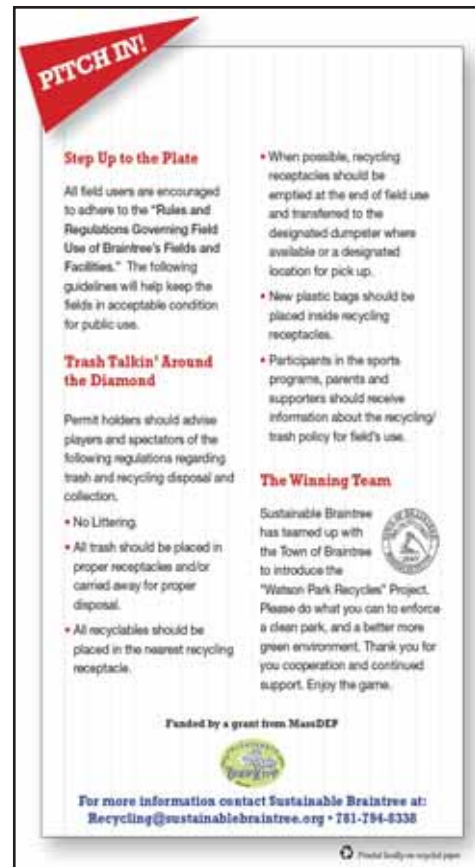 PITCH IN!
Step Up to the Plate
All field users are encouraged
to adhere to the "Rules and
Regulations Governing Field
Use of Braintree's Fields and
Facilities." The following
guidelines will help keep the
fields in acceptable condition
for public use.
Trash Talkin' Around
the Diamond
Permit holders should advise
players and spectators of the
following regulations regarding
trash and recycling disposal and
collection.
• No Littering.
• All trash should be placed in
proper receptacles and/or
carried away for proper
disposal.
• All recyclables should be
placed in the nearest recycling
receptacle.
• When possible, recycling
receptacles should be
emptied at the end of field use
and transferred to the
designated dumpster where
available or a designated
location for pick up.
• New plastic bags should be
placed inside recycling
receptacles.
• Participants in the sports
programs, parents and
supporters should receive
information about the recycling/
trash policy for field's use.
The Winning Team
Sustainable Braintree
has teamed up with
the Town of Braintree
to introduce the
"Watson Park Recycles" Project.
Please do what you can to enforce
a clean park, and a better more
green environment. Thank you for
you cooperation and continued
support. Enjoy the game.
Funded by a grant from MassDEP
For more information contact Sustainable Braintree at:
Recycling@sustainablebraintree.org • 781-794-8338
Printed locally on recycled paper